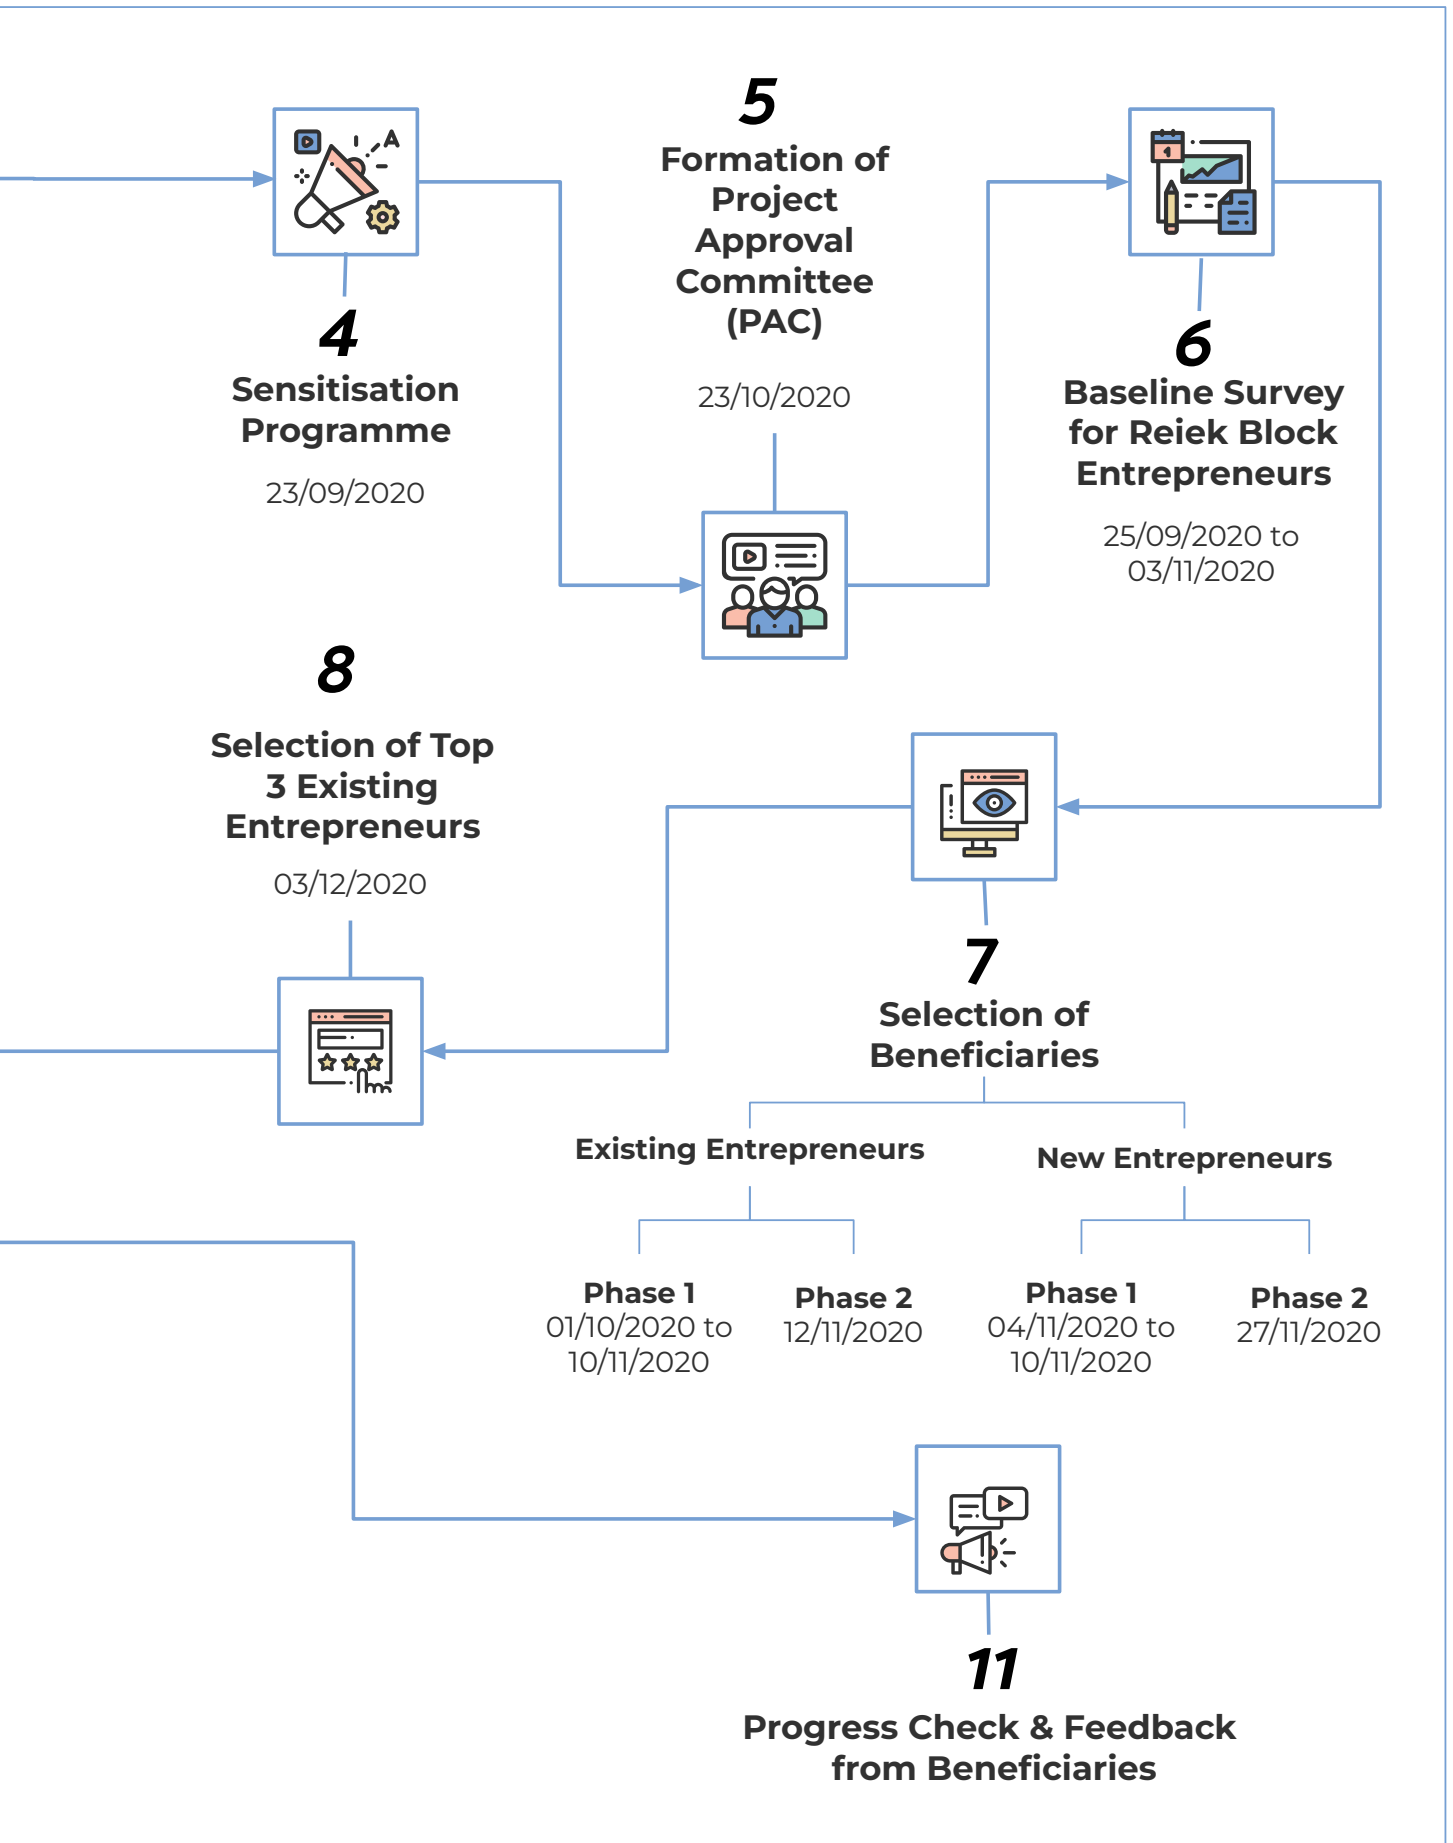 4
Sensitisation
Programme
23/09/2020
5
Formation of
Project
Approval
Committee
(PAC)
23/10/2020
6
Baseline Survey
for Reiek Block
Entrepreneurs
25/09/2020 to
03/11/2020
7
Selection of
Beneficiaries
Existing Entrepreneurs
Phase 1
01/10/2020 to
10/11/2020
Phase 2
12/11/2020
New Entrepreneurs
Phase 1
04/11/2020 to
10/11/2020
Phase 2
27/11/2020
8
Selection of Top
3 Existing
Entrepreneurs
03/12/2020
11
Progress Check & Feedback
from Beneficiaries